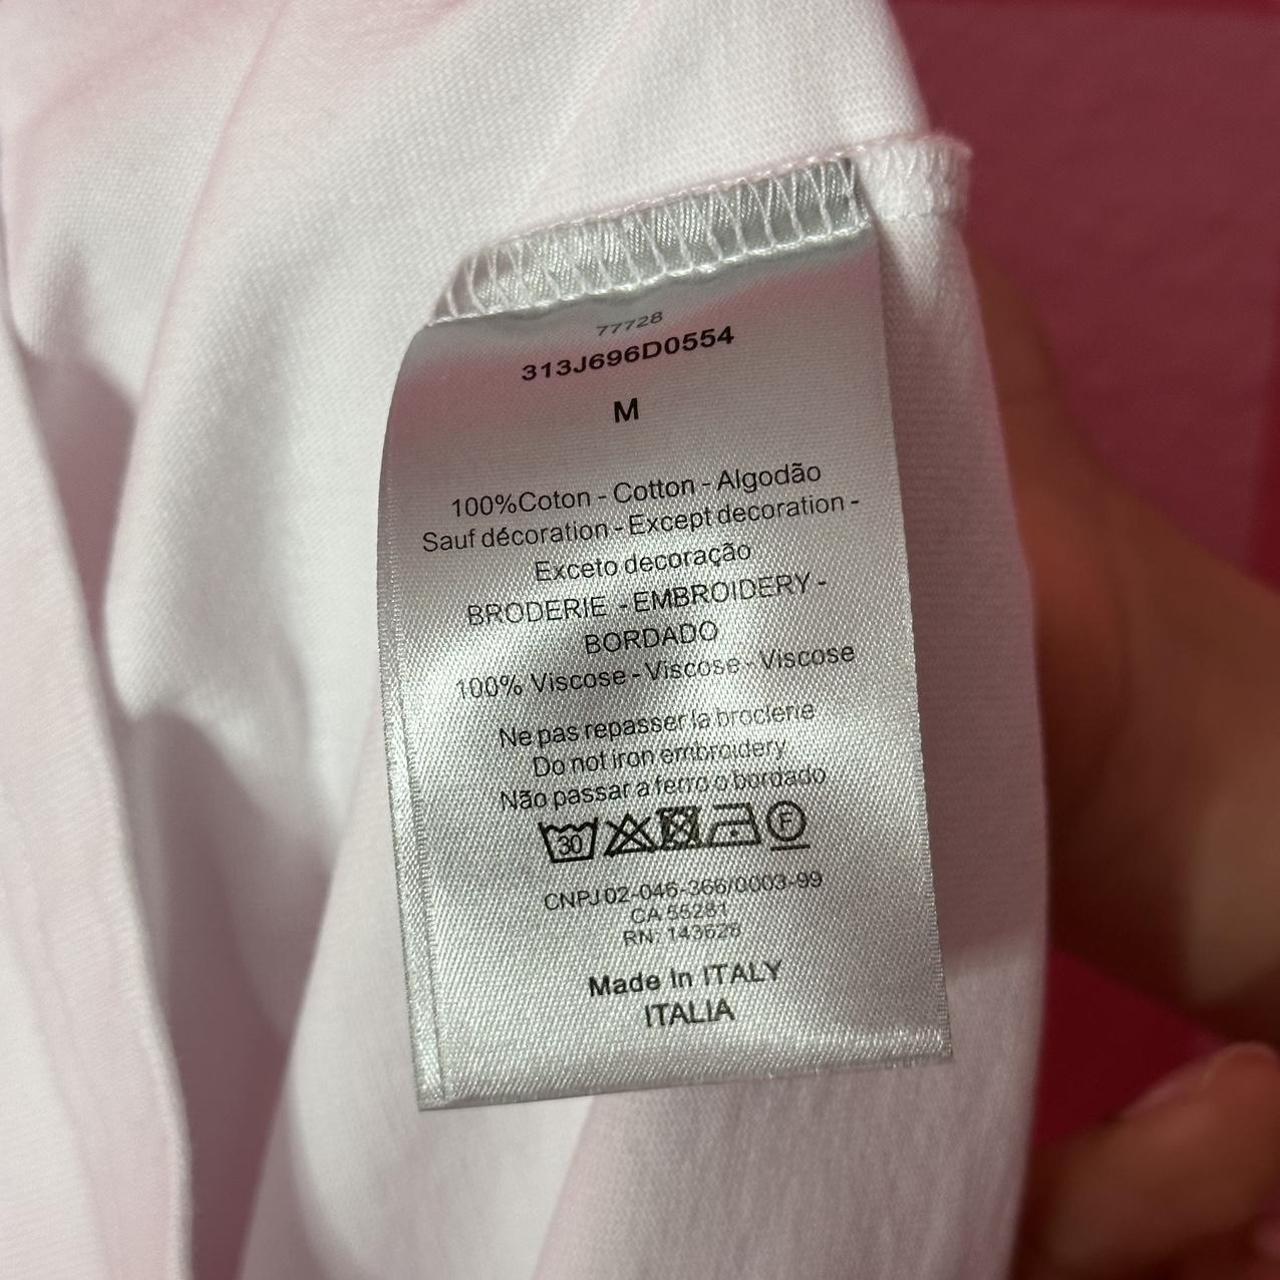 77728
313J696D0554
M
100%Coton - Cotton - Algodão
Sauf décoration - Except decoration -
Exceto decoração
BRODERIE - EMBROIDERY -
BORDADO
100% Viscose - Viscose - Viscose
Ne pas repasser la broderie
Do not iron embroidery
Não passar a ferro o bordado
30 F
CNPJ 02-046-366/0003-99
CA 55281
RN: 143628
Made In ITALY
ITALIA